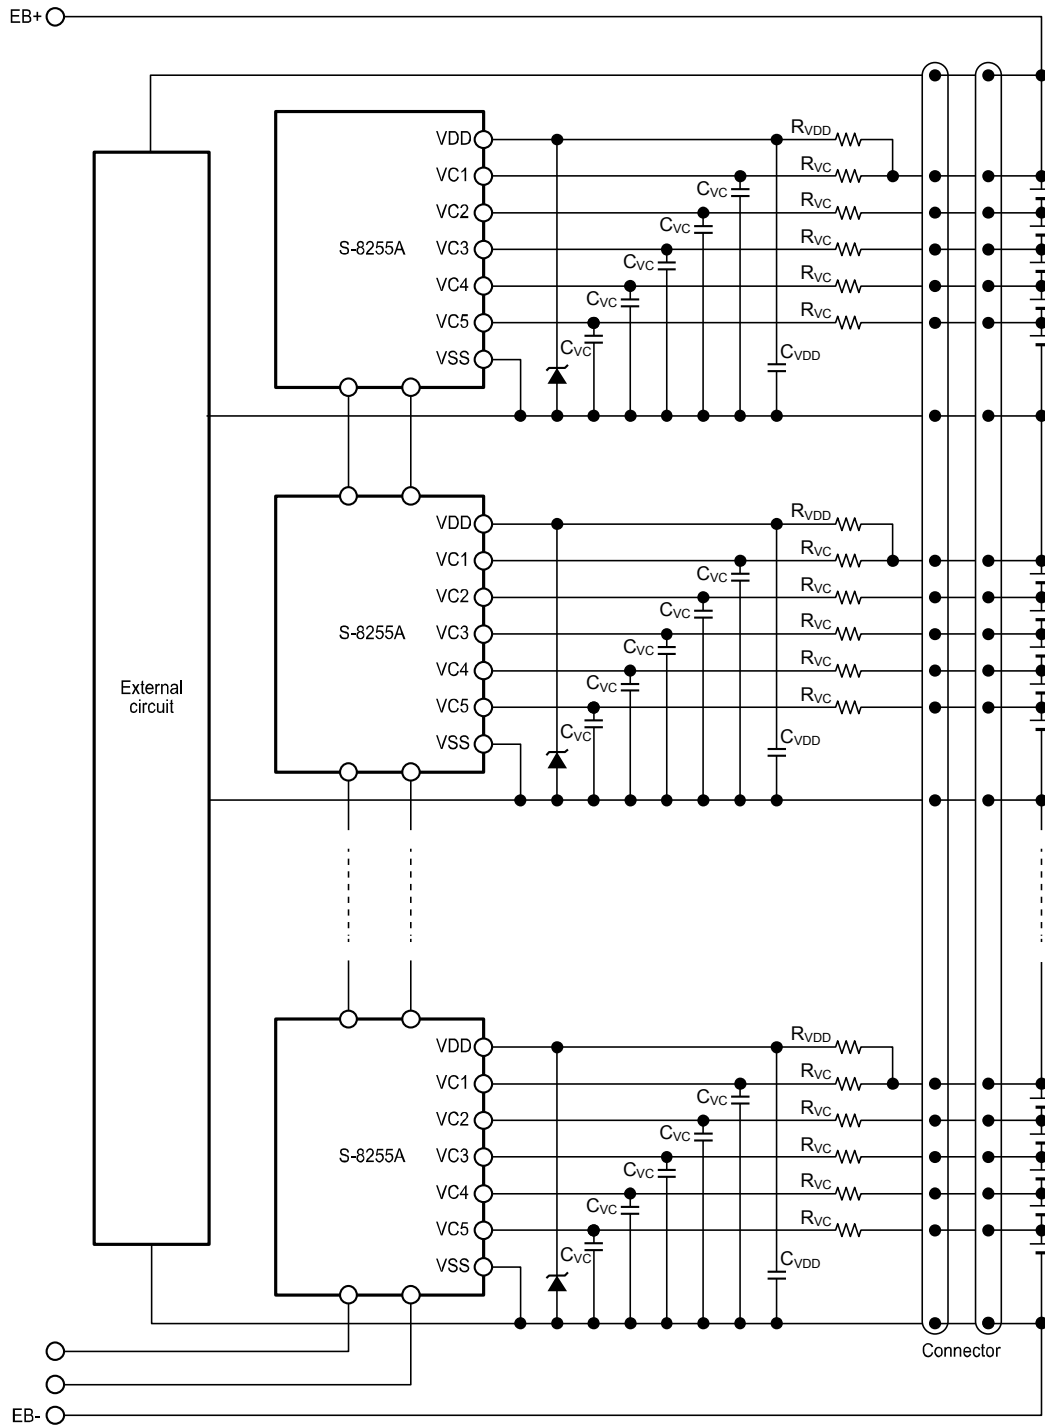 EB+
VDD
RVDD
VC1
RVC
CVC
VC2
RVC
CVC
S-8255A
VC3
RVC
CVC
VC4
RVC
CVC
VC5
RVC
CVC
VSS
CVDD
VDD
RVDD
VC1
RVC
CVC
VC2
RVC
CVC
S-8255A
VC3
RVC
CVC
VC4
RVC
CVC
External
circuit
VC5
RVC
CVC
VSS
CVDD
VDD
RVDD
VC1
RVC
CVC
VC2
RVC
CVC
S-8255A
VC3
RVC
CVC
VC4
RVC
CVC
VC5
RVC
CVC
VSS
CVDD
Connector
EB-